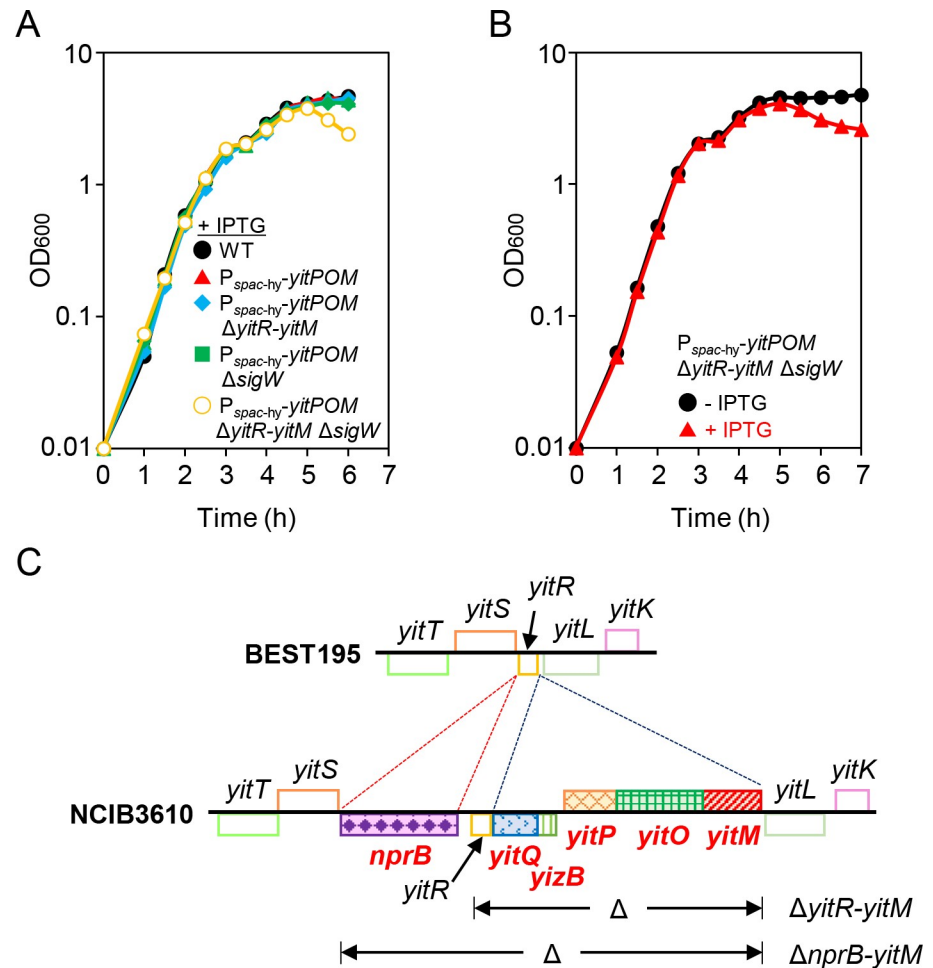 A
10
1
0.1
0.01
OD600
0 1 2 3 4 5 6 7
Time (h)
+ IPTG
WT
Pspac-hy-yitPOM
Pspac-hy-yitPOM
ΔyitR-yitM
Pspac-hy-yitPOM
ΔsigW
Pspac-hy-yitPOM
ΔyitR-yitM ΔsigW
B
10
1
0.1
0.01
OD600
0 1 2 3 4 5 6 7
Time (h)
Pspac-hy-yitPOM
ΔyitR-yitM ΔsigW
- IPTG
+ IPTG
C
yitR
yitS yitK
yitT yitL
BEST195
yitS yitK
yitT yitL
NCIB3610
yitP yitO yitM
nprB yitQ
yizB
yitR
Δ ΔyitR-yitM
Δ ΔnprB-yitM